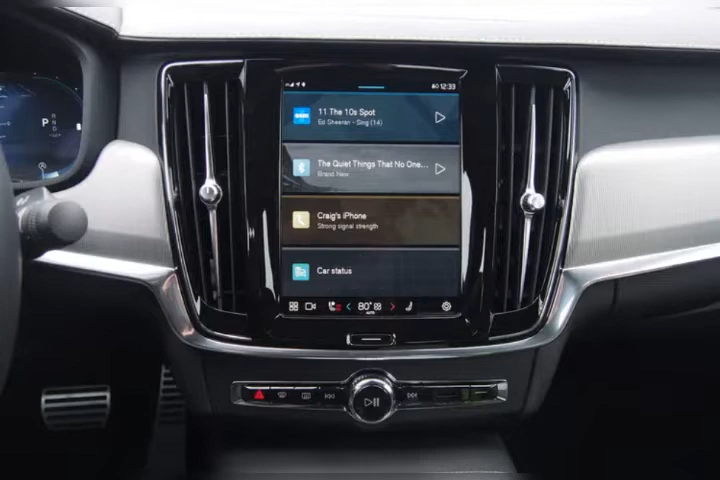 12:33
11 The 10s Spot
Ed Sheeran - Sing (14)
The Quiet Things That No One...
Brand New
Craig's iPhone
Strong signal strength
Car status
80°
AUTO
P